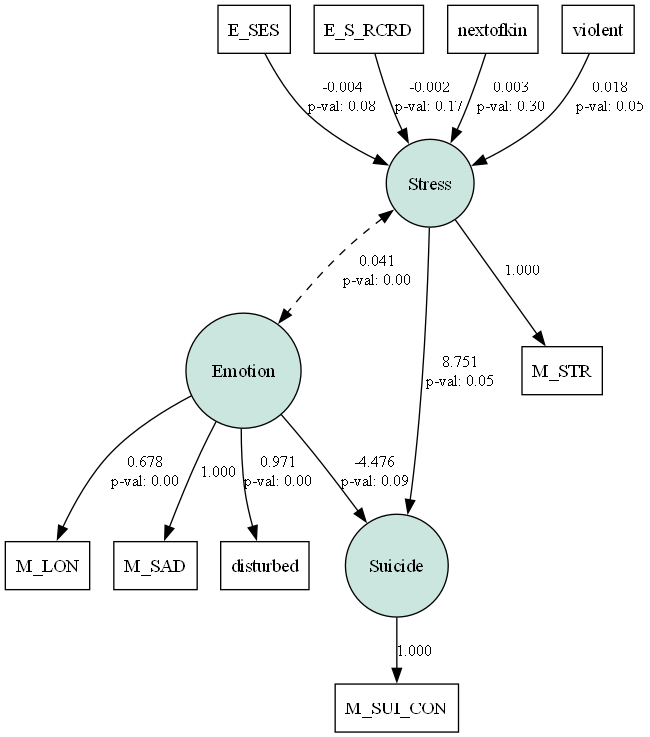 E_SES
E_S_RCRD
nextofkin
violent
-0.004
p-val: 0.08
-0.002
p-val: 0.17
0.003
p-val: 0.30
0.018
p-val: 0.05
Stress
0.041
p-val: 0.00
1.000
Emotion
8.751
p-val: 0.05
M_STR
0.678
p-val: 0.00
1.000
0.971
p-val: 0.00
-4.476
p-val: 0.09
M_LON
M_SAD
disturbed
Suicide
1.000
M_SUI_CON